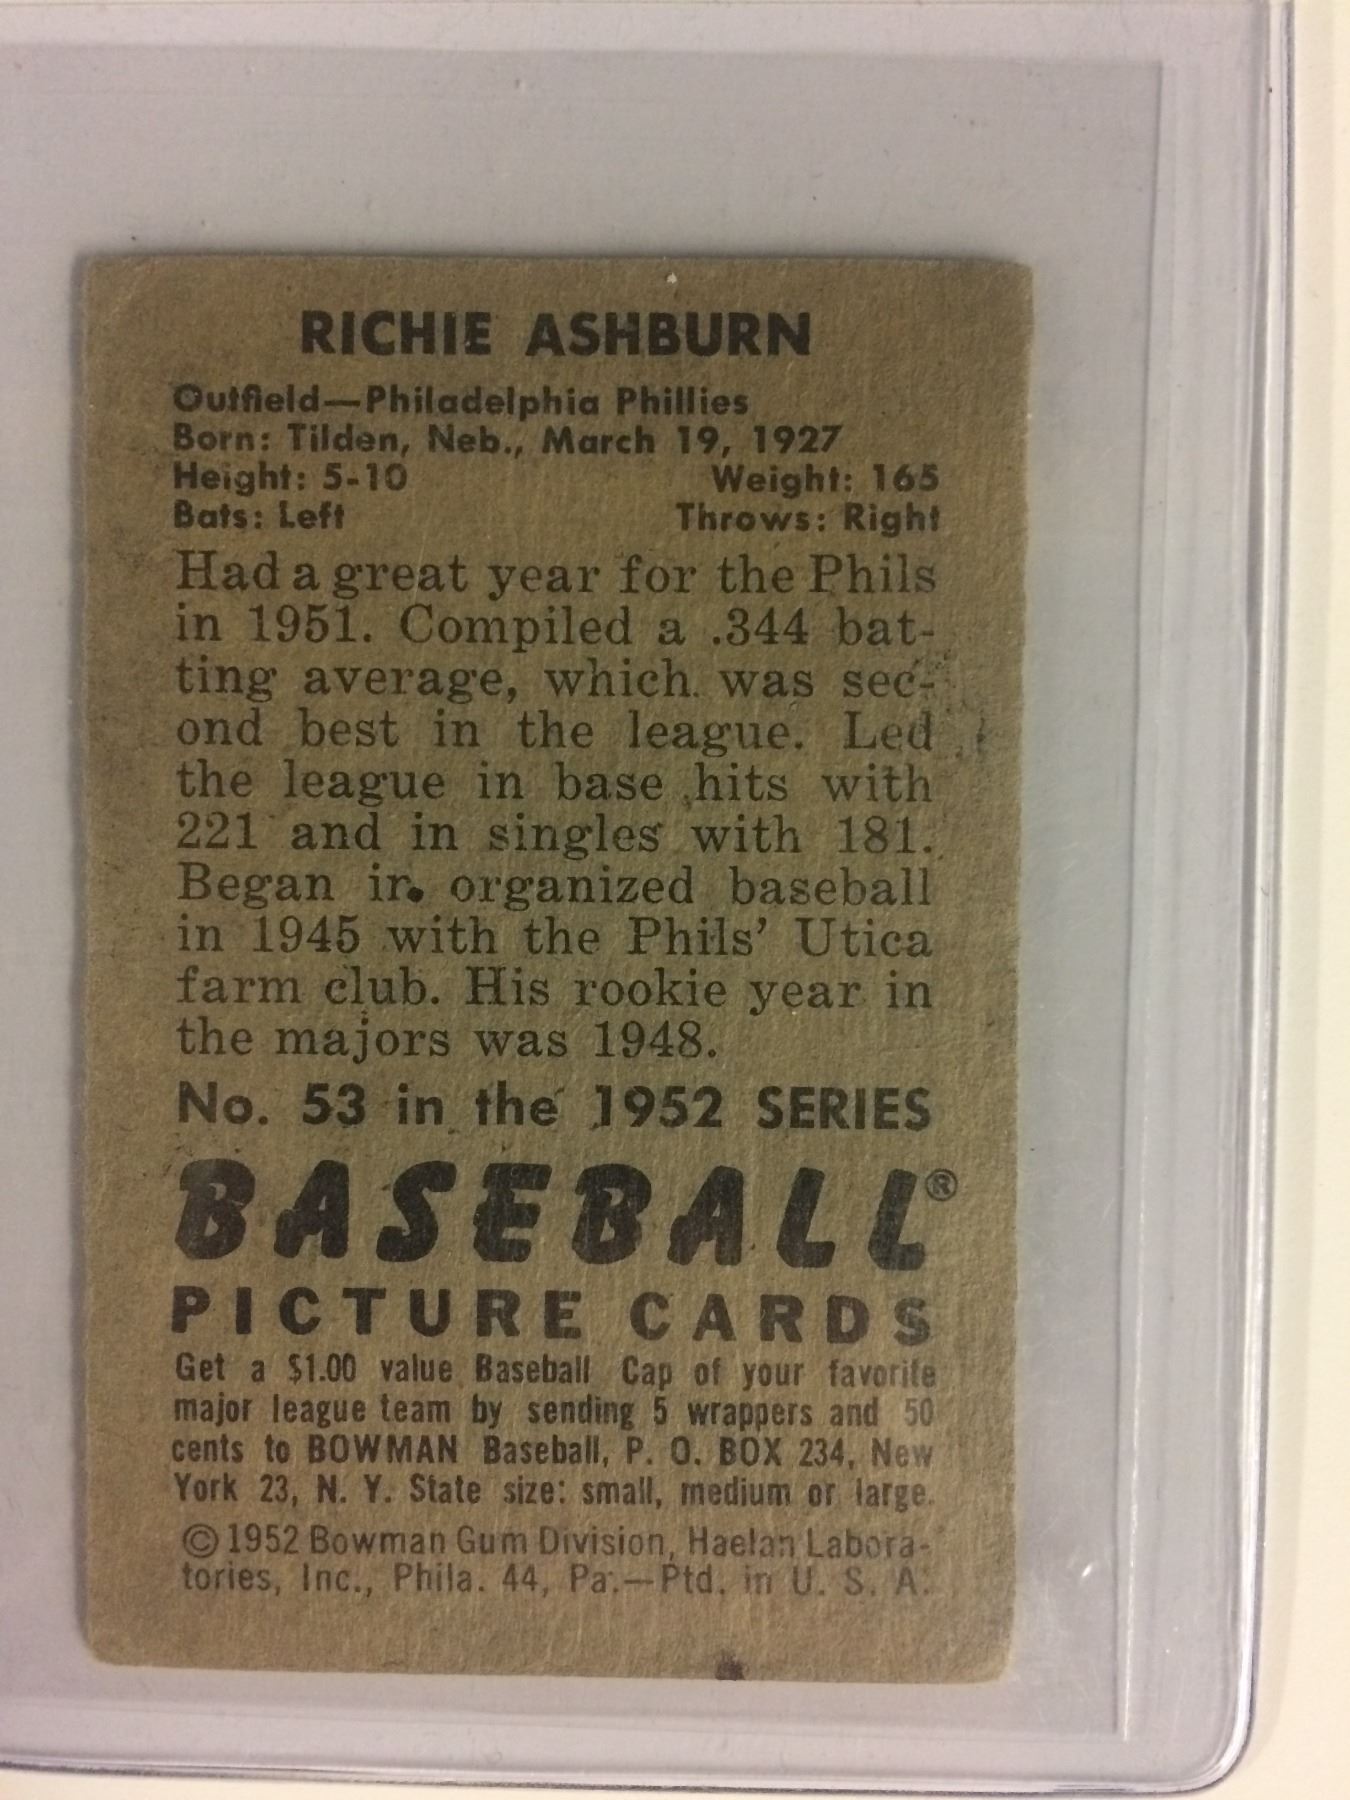 RICHIE ASHBURN
Outfield—Philadelphia Phillies
Born: Tilden, Neb., March 19, 1927
Height: 5-10 Weight: 165
Bats: Left Throws: Right
Had a great year for the Phils
in 1951. Compiled a .344 bat-
ting average, which was sec-
ond best in the league. Led
the league in base hits with
221 and in singles with 181.
Began in organized baseball
in 1945 with the Phils' Utica
farm club. His rookie year in
the majors was 1948.
No. 53 in the 1952 SERIES
BASEBALL®
PICTURE CARDS
Get a $1.00 value Baseball Cap of your favorite
major league team by sending 5 wrappers and 50
cents to BOWMAN Baseball, P. O. BOX 234, New
York 23, N. Y. State size: small, medium or large.
© 1952 Bowman Gum Division, Haelan Labora-
tories, Inc., Phila. 44, Pa.—Ptd. in U. S. A.